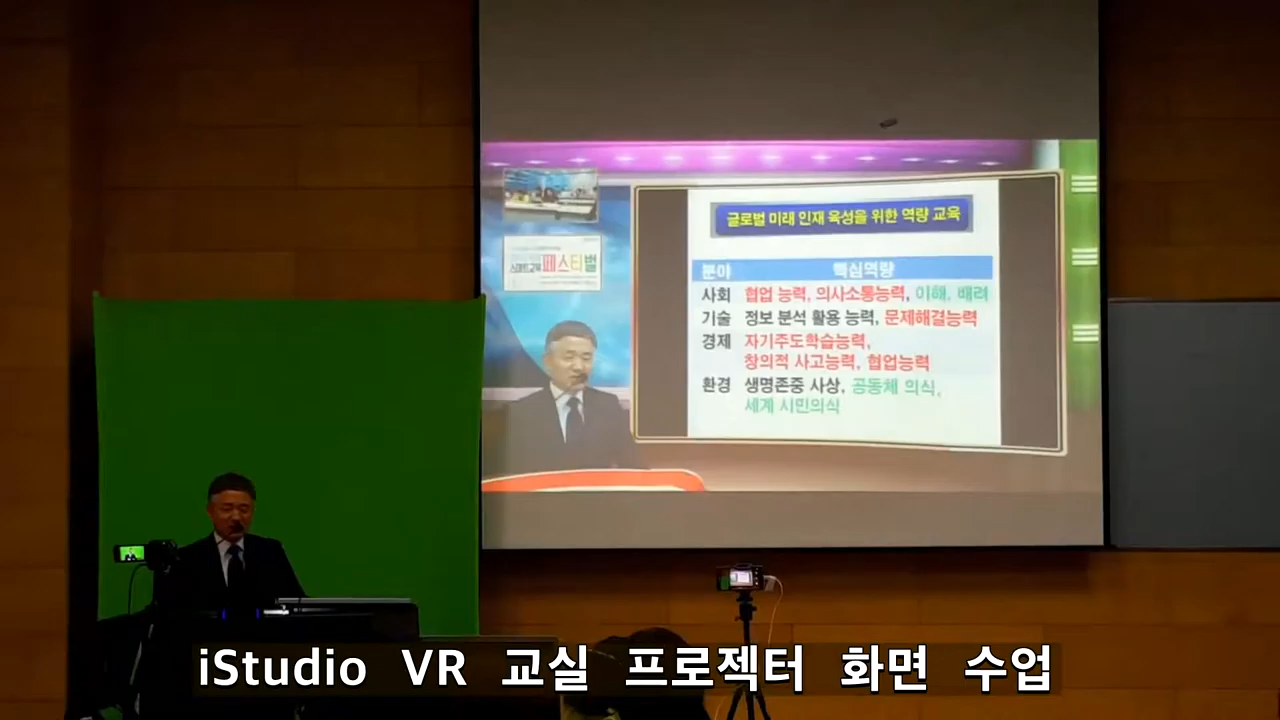 글로벌 미래 인재 육성을 위한 역량 교육
분야 핵심역량
사회 협업 능력, 의사소통능력, 이해, 배려
기술 정보 분석 활용 능력, 문제해결능력
경제 자기주도학습능력,
창의적 사고능력, 협업능력
환경 생명존중 사상, 공동체 의식,
세계 시민의식
스마트교육 페스티벌
iStudio VR 교실 프로젝터 화면 수업